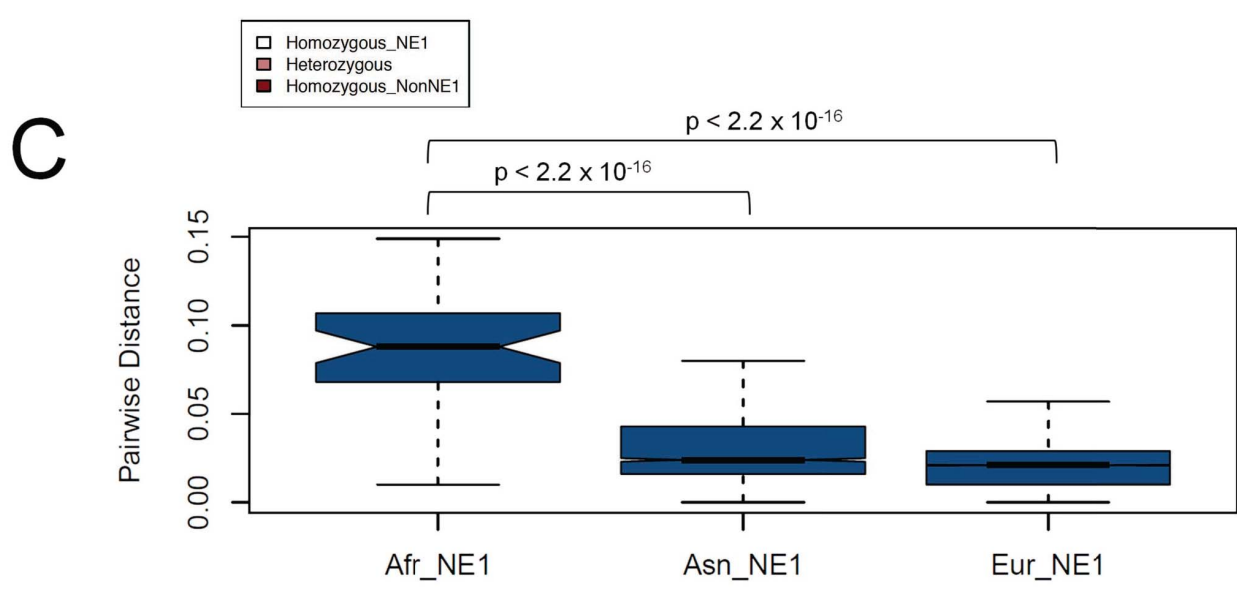 Homozygous_NE1
Heterozygous
Homozygous_NonNE1
C
p < 2.2 x 10-16
p < 2.2 x 10-16
Pairwise Distance
0.15
0.10
0.05
0.00
Afr_NE1
Asn_NE1
Eur_NE1